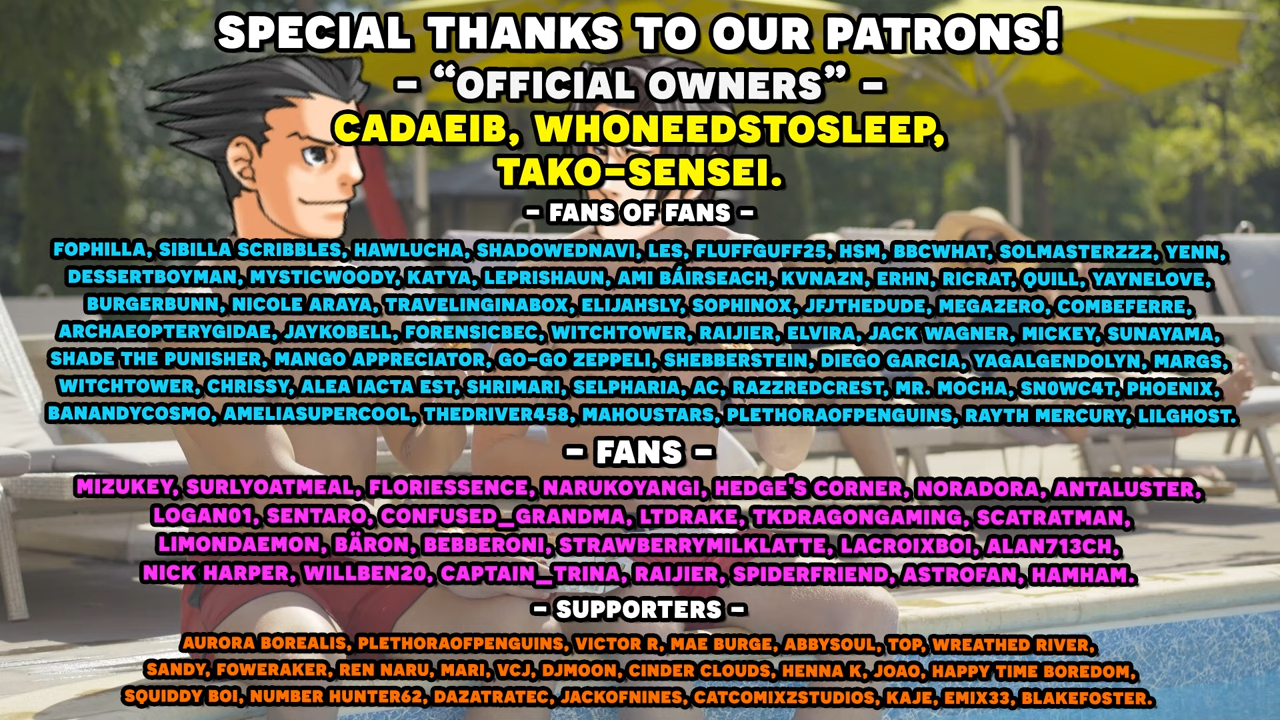 SPECIAL THANKS TO OUR PATRONS!
- “OFFICIAL OWNERS” -
CADAEIB, WHONEEDSTOSLEEP,
TAKO-SENSEI.
- FANS OF FANS -
FOPHILLA, SIBILLA SCRIBBLES, HAWLUCHA, SHADOWEDNAVI, LES, FLUFFGUFF25, HSM, BBCWHAT, SOLMASTERZZZ, YENN,
DESSERTBOYMAN, MYSTICWOODY, KATYA, LEPRISHAUN, AMI BÁIRSEACH, KVNAZN, ERHN, RICRAT, QUILL, YAYNELOVE,
BURGERBUNN, NICOLE ARAYA, TRAVELINGINABOX, ELIJAHSLY, SOPHINOX, JFJTHEDUDE, MEGAZERO, COMBEFERRE,
ARCHAEOPTERYGIDAE, JAYKOBELL, FORENSICBEC, WITCHTOWER, RAIJIER, ELVIRA, JACK WAGNER, MICKEY, SUNAYAMA,
SHADE THE PUNISHER, MANGO APPRECIATOR, GO-GO ZEPPELI, SHEBBERSTEIN, DIEGO GARCIA, YAGALGENDOLYN, MARGS,
WITCHTOWER, CHRISSY, ALEA IACTA EST, SHRIMARI, SELPHARIA, AC, RAZZREDCREST, MR. MOCHA, SN0WC4T, PHOENIX,
BANANDYCOSMO, AMELIASUPERCOOL, THEDRIVER458, MAHOUSTARS, PLETHORAOFPENGUINS, RAYTH MERCURY, LILGHOST.
- FANS -
MIZUKEY, SURLYOATMEAL, FLORIESSENCE, NARUKOYANGI, HEDGE'S CORNER, NORADORA, ANTALUSTER,
LOGAN01, SENTARO, CONFUSED_GRANDMA, LTDRAKE, TKDRAGONGAMING, SCATRATMAN,
LIMONDAEMON, BÄRON, BEBBERONI, STRAWBERRYMILKLATTE, LACROIXBOI, ALAN713CH,
NICK HARPER, WILLBEN20, CAPTAIN_TRINA, RAIJIER, SPIDERFRIEND, ASTROFAN, HAMHAM.
- SUPPORTERS -
AURORA BOREALIS, PLETHORAOFPENGUINS, VICTOR R, MAE BURGE, ABBYSOUL, TOP, WREATHED RIVER,
SANDY, FOWERAKER, REN NARU, MARI, VCJ, DJMOON, CINDER CLOUDS, HENNA K, JOAO, HAPPY TIME BOREDOM,
SQUIDDY BOI, NUMBER HUNTER62, DAZATRATEC, JACKOFNINES, CATCOMIXZSTUDIOS, KAJE, EMIX33, BLAKEFOSTER.